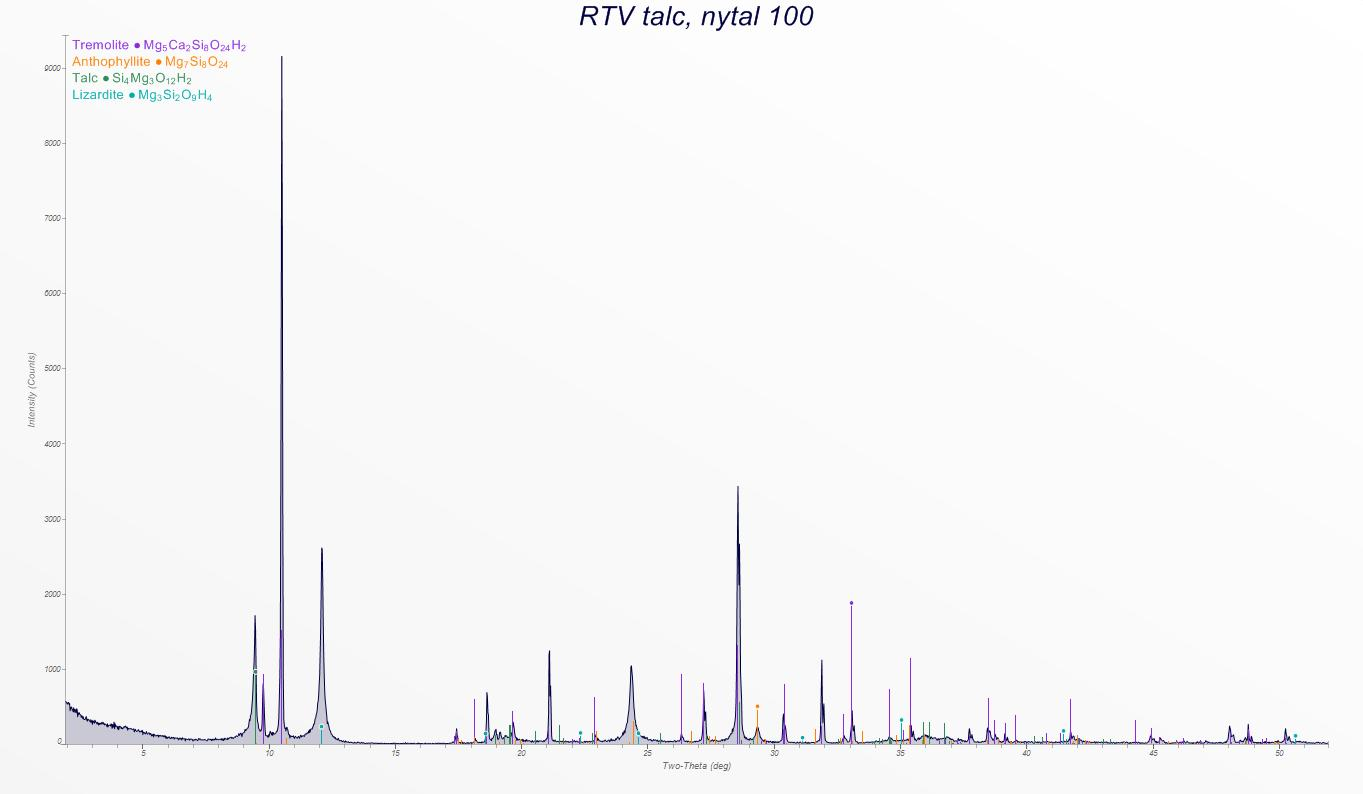 RTV talc, nytal 100
Tremolite ● Mg₅Ca₂Si₈O₂₄H₂
Anthophyllite ● Mg₇Si₈O₂₄
Talc ● Si₄Mg₃O₁₂H₂
Lizardite ● Mg₃Si₂O₉H₄
9000
8000
7000
6000
5000
4000
3000
2000
1000
0
Intensity (Counts)
5 10 15 20 25 30 35 40 45 50
Two-Theta (deg)